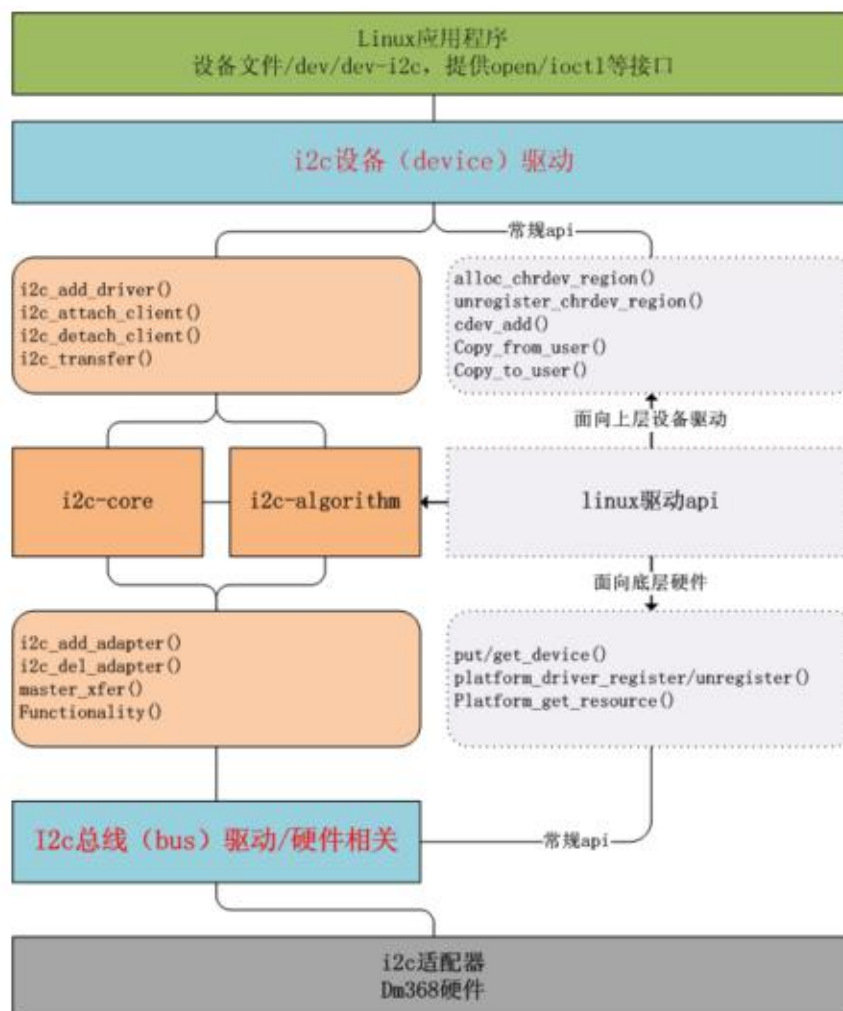 Linux应用程序
设备文件/dev/dev-i2c，提供open/ioctl等接口
i2c设备（device）驱动
常规api
i2c_add_driver()
i2c_attach_client()
i2c_detach_client()
i2c_transfer()
alloc_chrdev_region()
unregister_chrdev_region()
cdev_add()
Copy_from_user()
Copy_to_user()
面向上层设备驱动
i2c-core
i2c-algorithm
linux驱动api
面向底层硬件
i2c_add_adapter()
i2c_del_adapter()
master_xfer()
Functionality()
put/get_device()
platform_driver_register/unregister()
Platform_get_resource()
I2c总线（bus）驱动/硬件相关
常规api
i2c适配器
Dm368硬件